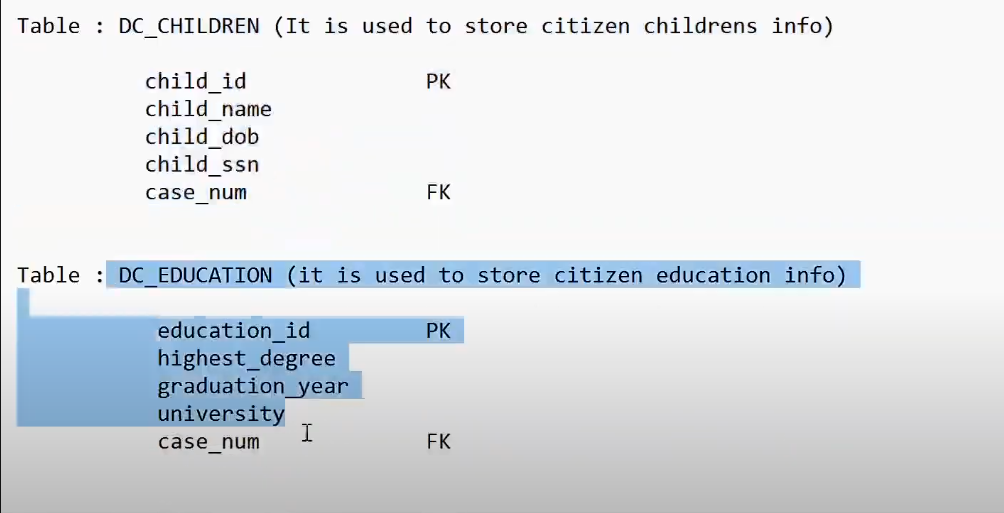 Table : DC_CHILDREN (It is used to store citizen childrens info)
child_id PK
child_name
child_dob
child_ssn
case_num FK
Table : DC_EDUCATION (it is used to store citizen education info)
education_id PK
highest_degree
graduation_year
university
case_num FK